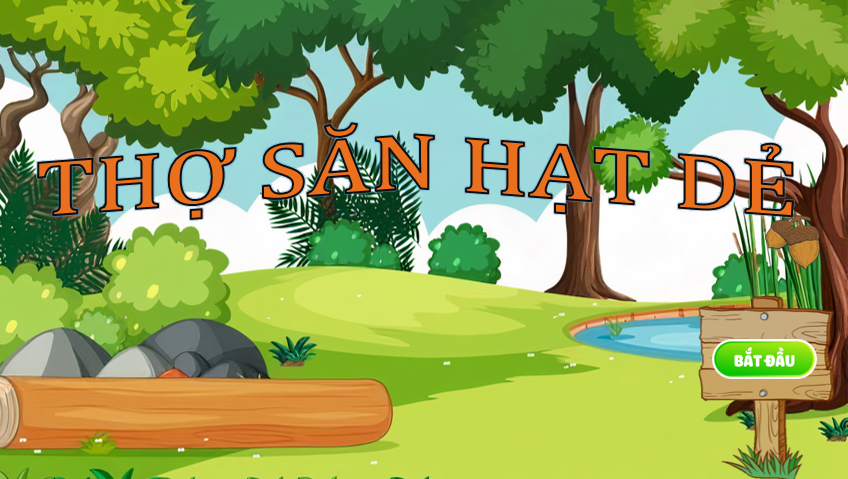 THỢ SĂN HẠT DẺ
BẮT ĐẦU